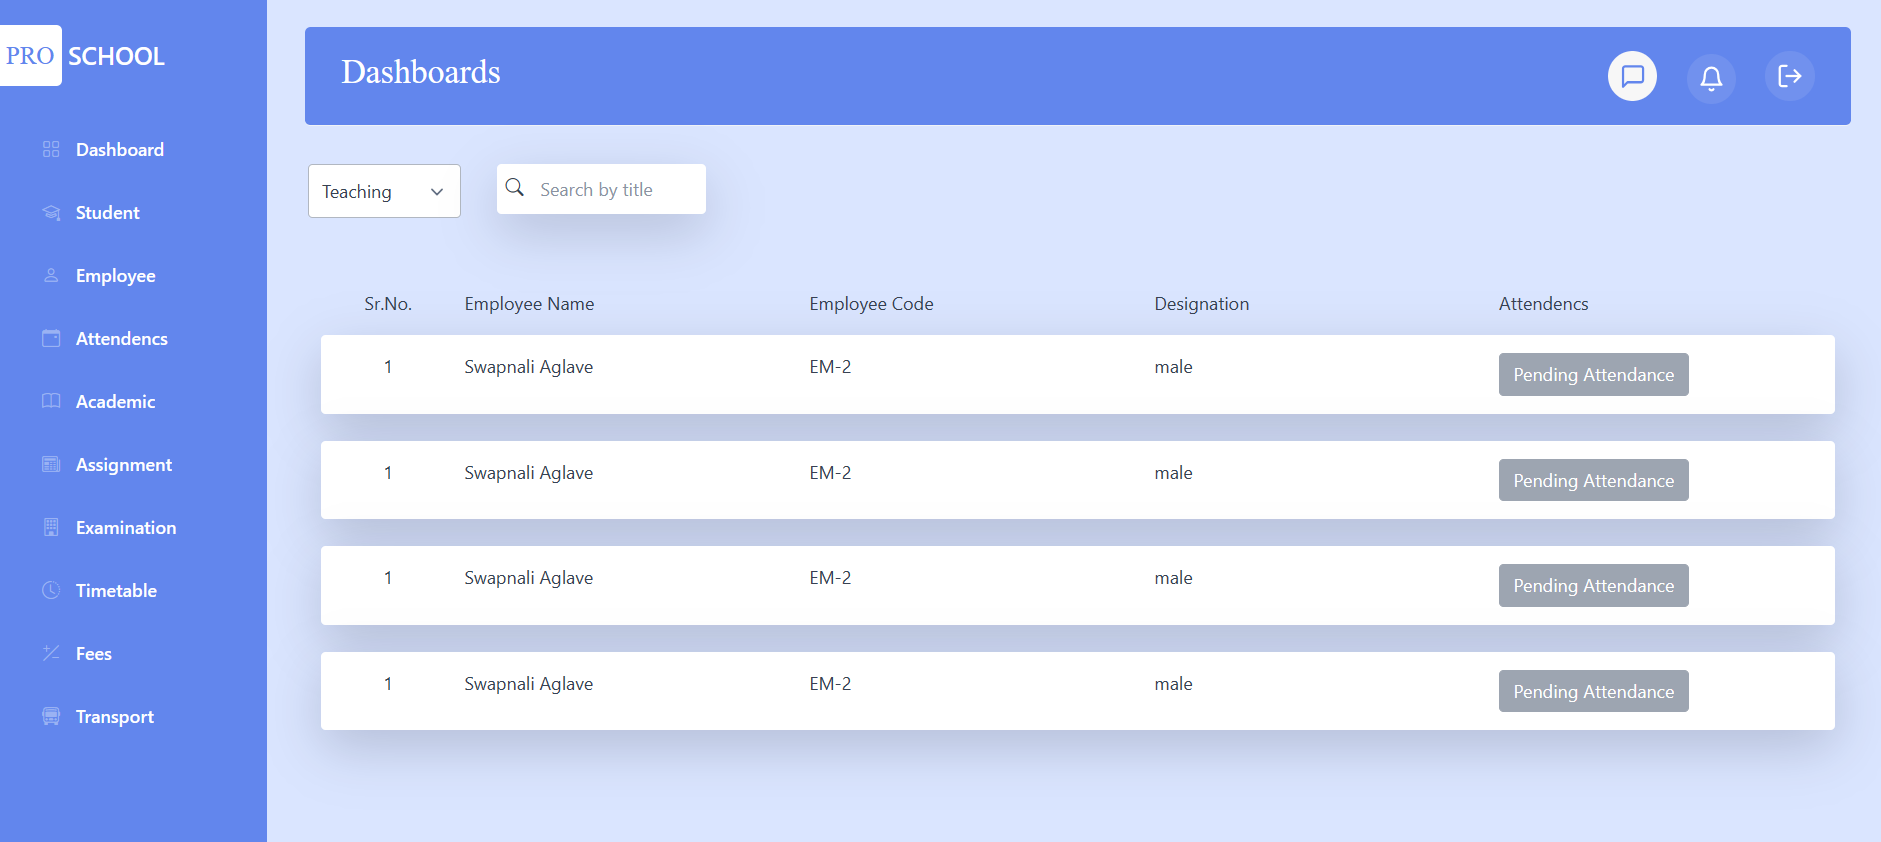 PRO SCHOOL
Dashboard
Student
Employee
Attendencs
Academic
Assignment
Examination
Timetable
Fees
Transport
Dashboards
Teaching
Search by title
Sr.No. Employee Name Employee Code Designation Attendencs
1 Swapnali Aglave EM-2 male Pending Attendance
1 Swapnali Aglave EM-2 male Pending Attendance
1 Swapnali Aglave EM-2 male Pending Attendance
1 Swapnali Aglave EM-2 male Pending Attendance